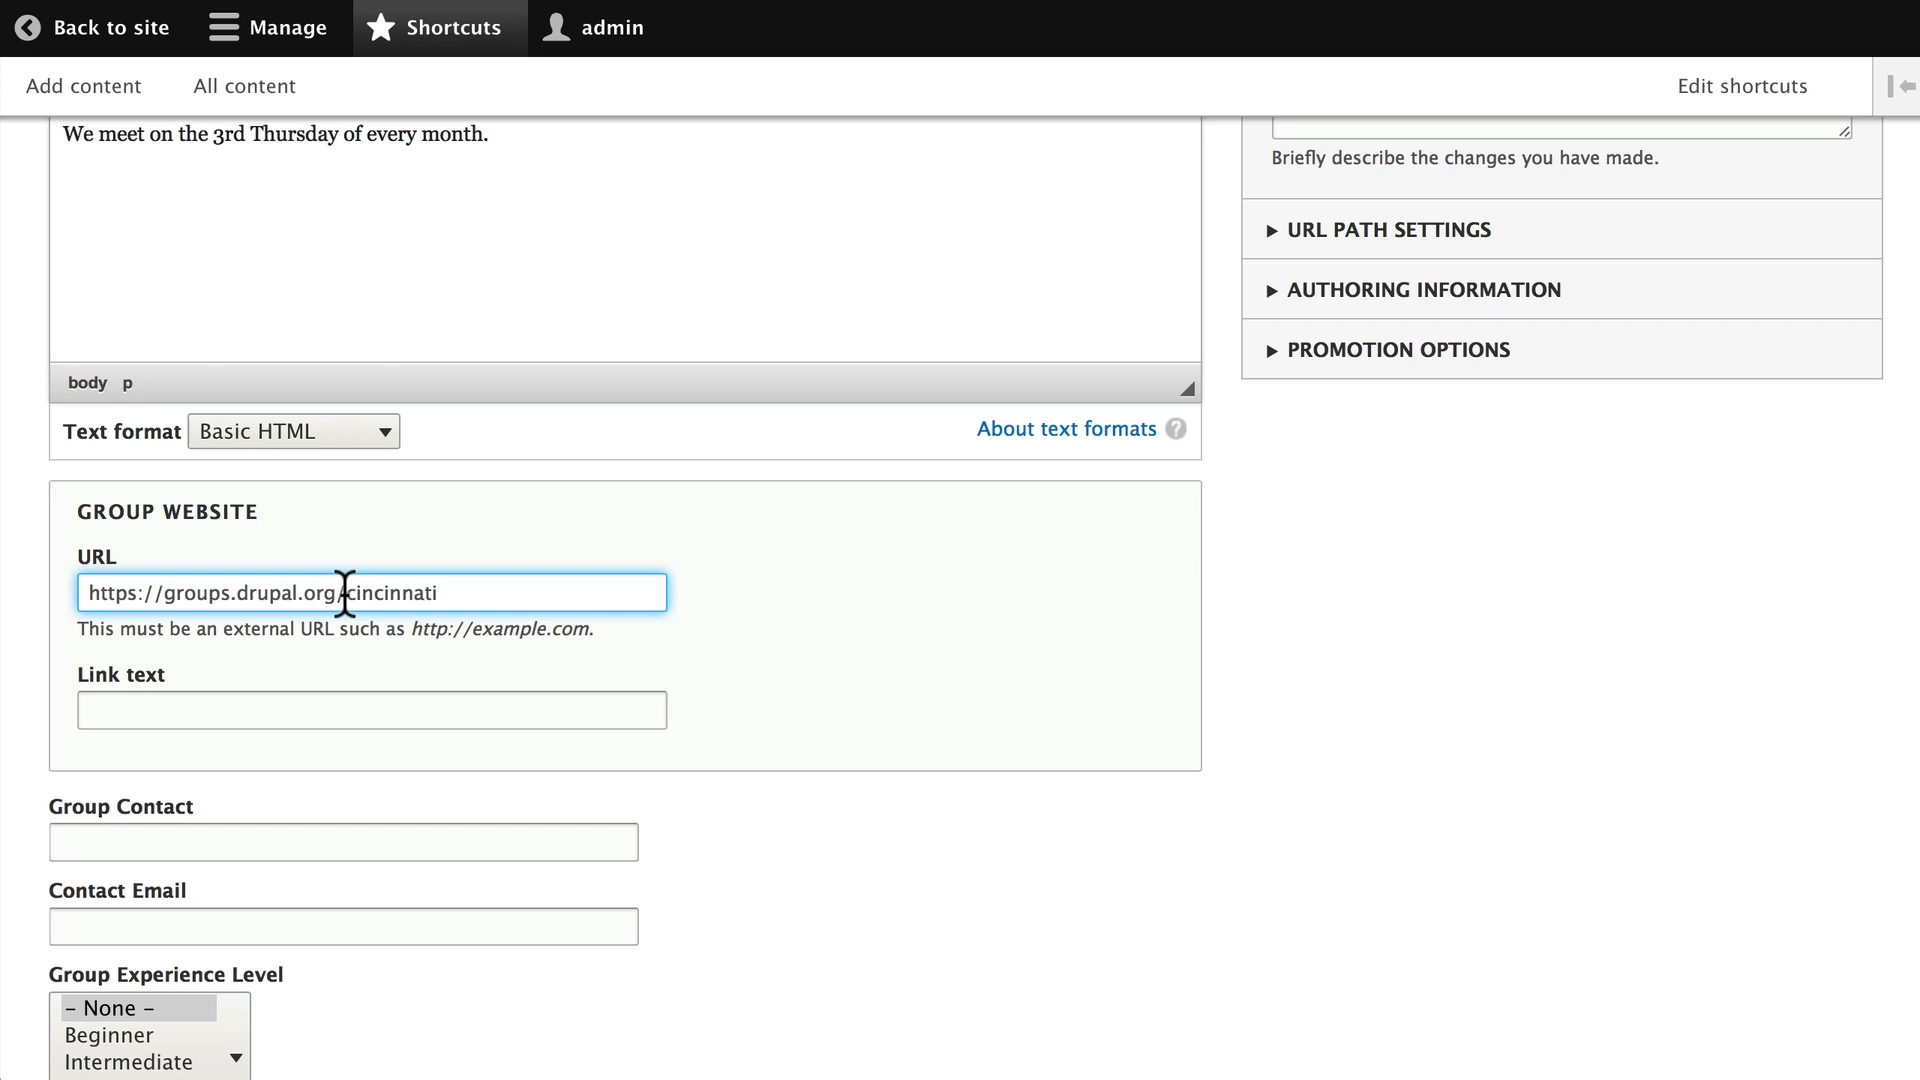 Back to site Manage Shortcuts admin
Add content All content Edit shortcuts
We meet on the 3rd Thursday of every month.
body p
Text format Basic HTML About text formats ?
GROUP WEBSITE
URL
https://groups.drupal.org/cincinnati
This must be an external URL such as http://example.com.
Link text
Group Contact
Contact Email
Group Experience Level
- None -
Beginner
Intermediate
Briefly describe the changes you have made.
URL PATH SETTINGS
AUTHORING INFORMATION
PROMOTION OPTIONS